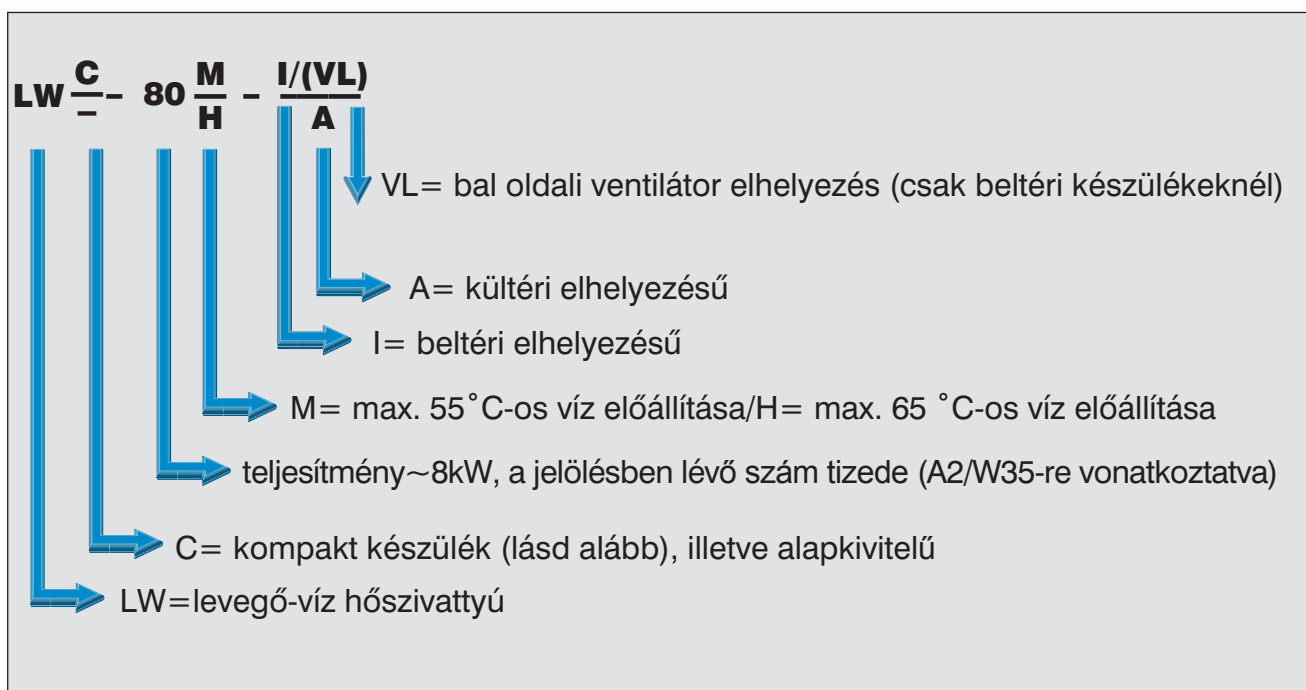 LW C/– – 80 M/H – I/(VL)/A
VL= bal oldali ventilátor elhelyezés (csak beltéri készülékeknél)
A= kültéri elhelyezésű
I= beltéri elhelyezésű
M= max. 55˚C-os víz előállítása/H= max. 65 ˚C-os víz előállítása
teljesítmény~8kW, a jelölésben lévő szám tizede (A2/W35-re vonatkoztatva)
C= kompakt készülék (lásd alább), illetve alapkivitelű
LW=levegő-víz hőszivattyú